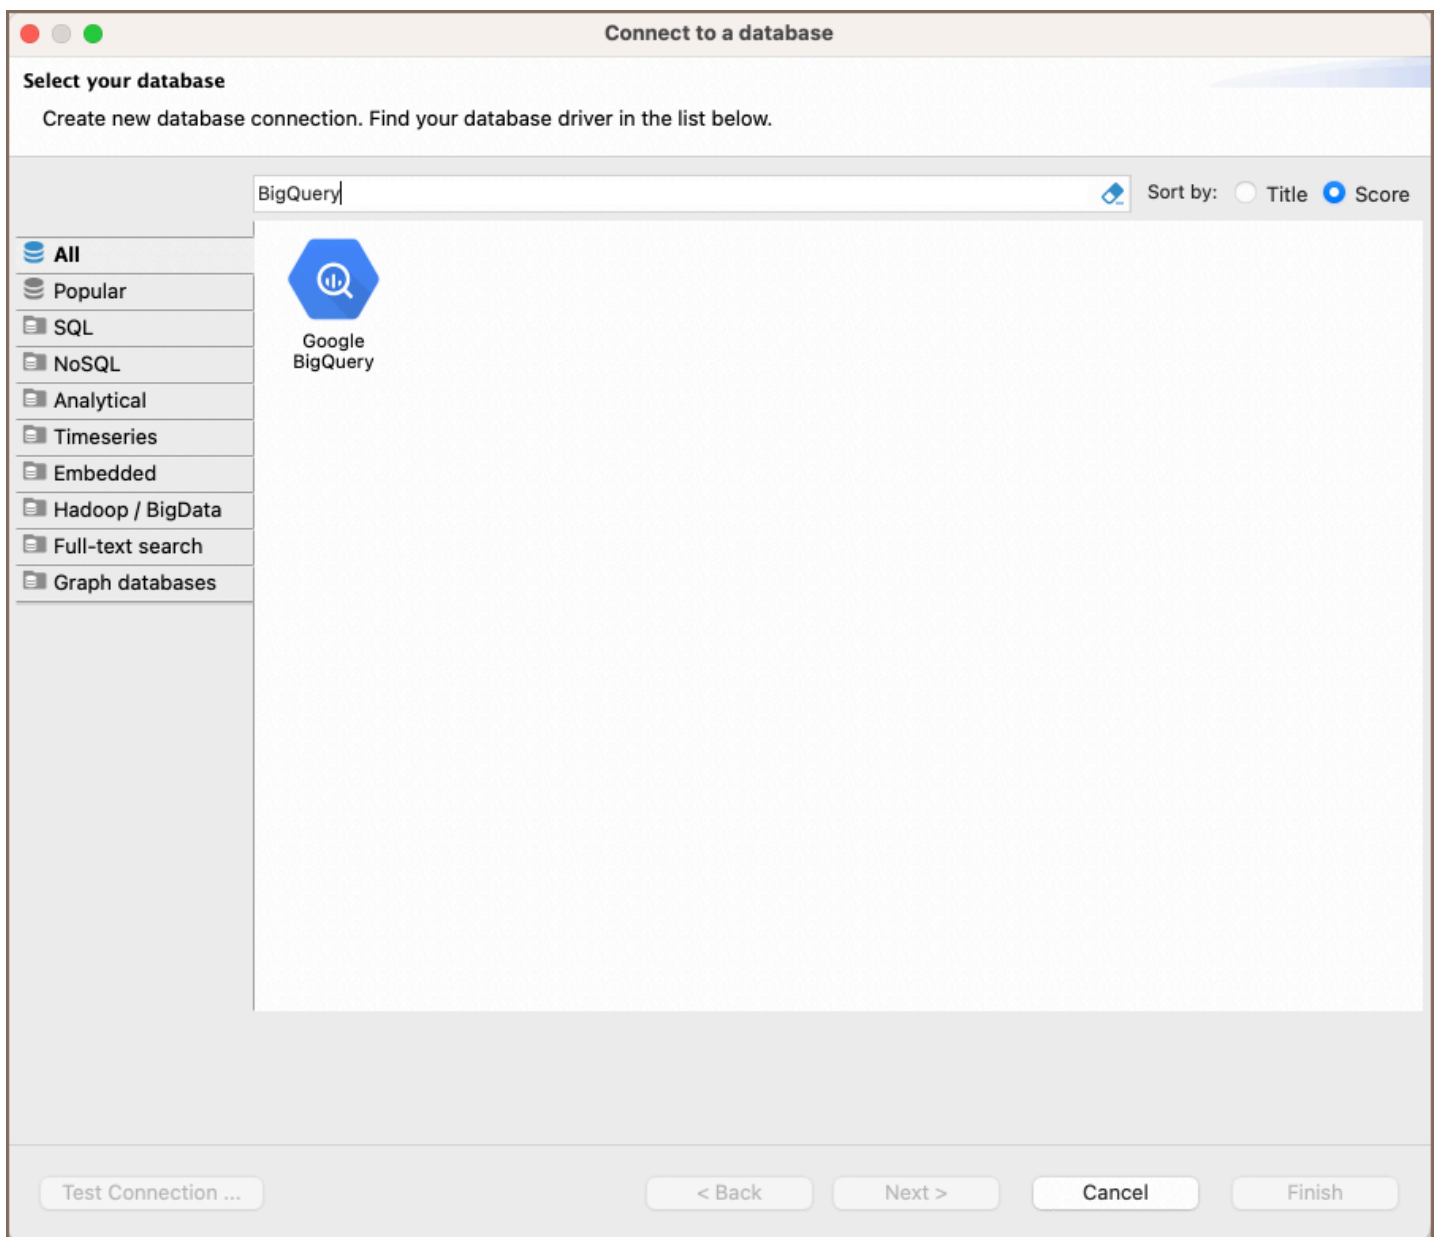 Connect to a database
Select your database
Create new database connection. Find your database driver in the list below.
BigQuery
Sort by: Title Score
All
Popular
SQL
NoSQL
Analytical
Timeseries
Embedded
Hadoop / BigData
Full-text search
Graph databases
Google
BigQuery
Test Connection ...
< Back
Next >
Cancel
Finish